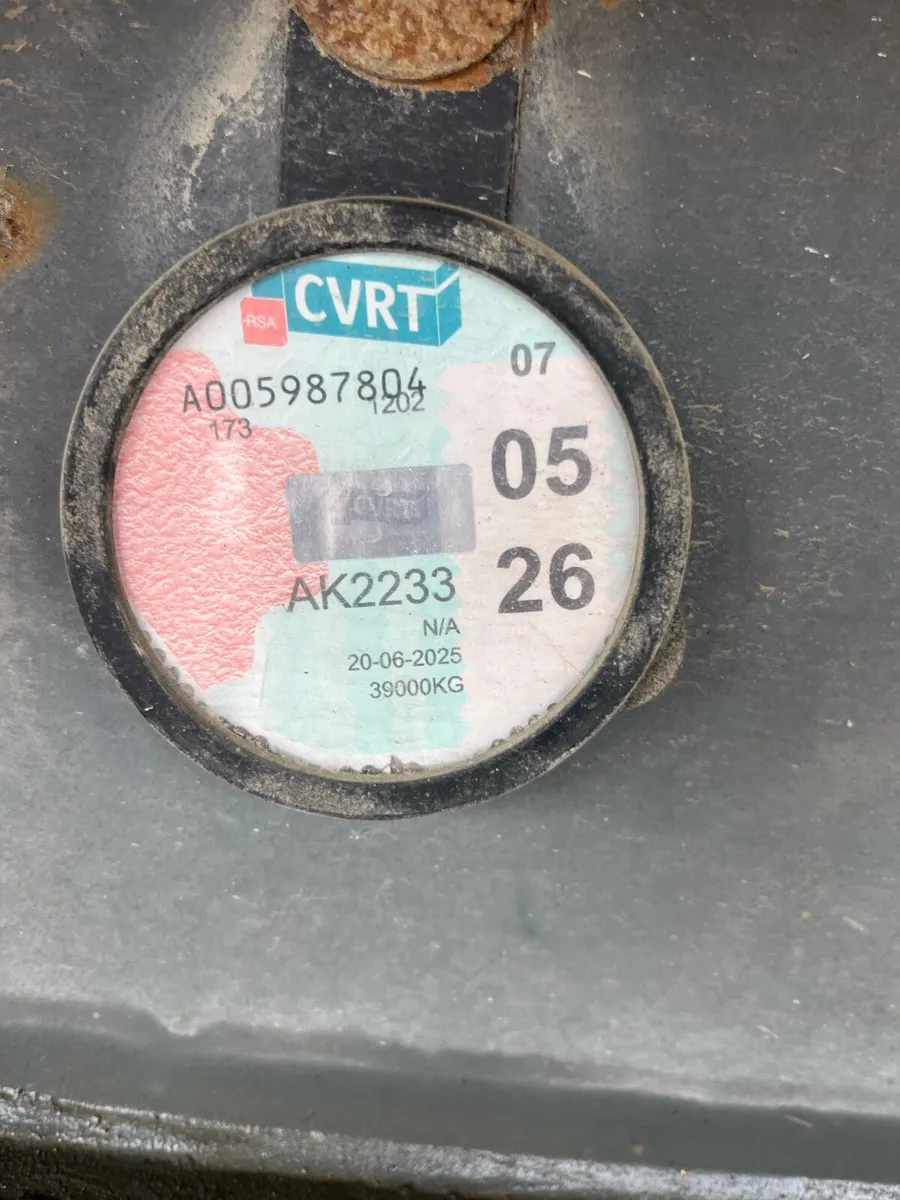 CVRT
RSA
07
A005987804
1202
173
05
CVRT
26
AK2233
N/A
20-06-2025
39000KG